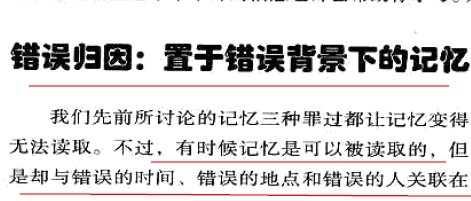 错误归因：置于错误背景下的记忆
我们先前所讨论的记忆三种罪过都让记忆变得
无法读取。不过，有时候记忆是可以被读取的，但
是却与错误的时间、错误的地点和错误的人关联在